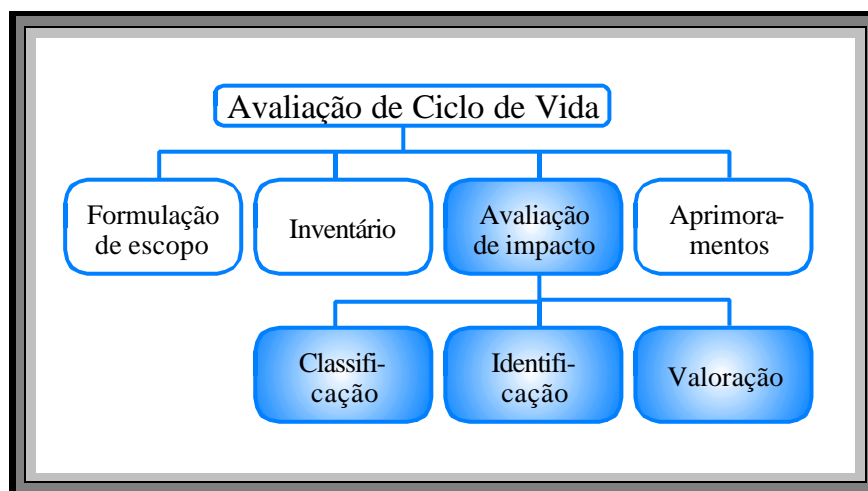 Avaliação de Ciclo de Vida
Formulação
de escopo
Inventário
Avaliação
de impacto
Aprimora-
mentos
Classifi-
cação
Identifi-
cação
Valoração